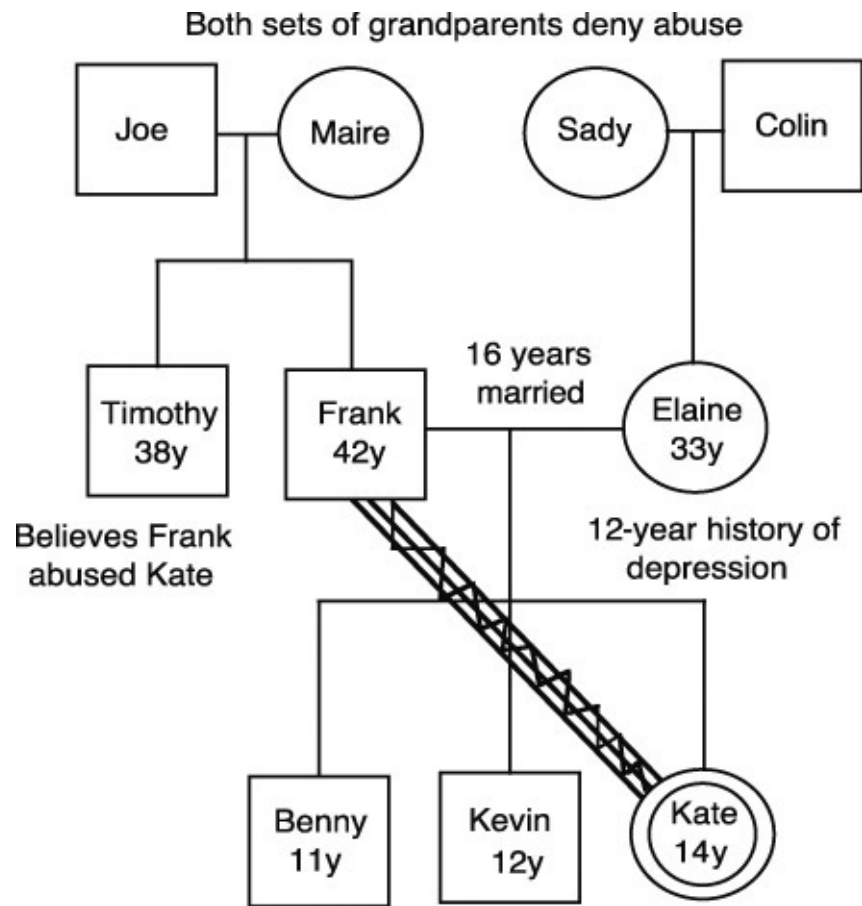 Both sets of grandparents deny abuse
Joe
Maire
Sady
Colin
Timothy
38y
Frank
42y
16 years
married
Elaine
33y
Believes Frank
abused Kate
12-year history of
depression
Benny
11y
Kevin
12y
Kate
14y